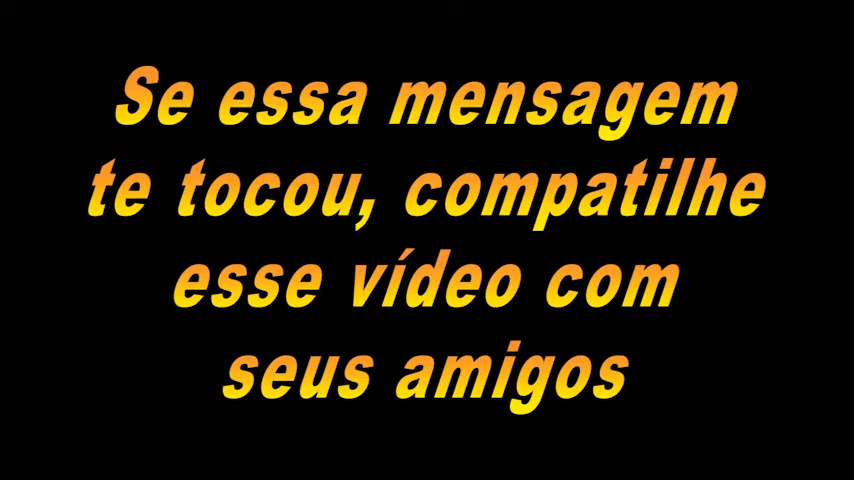 Se essa mensagem
te tocou, compatilhe
esse vídeo com
seus amigos